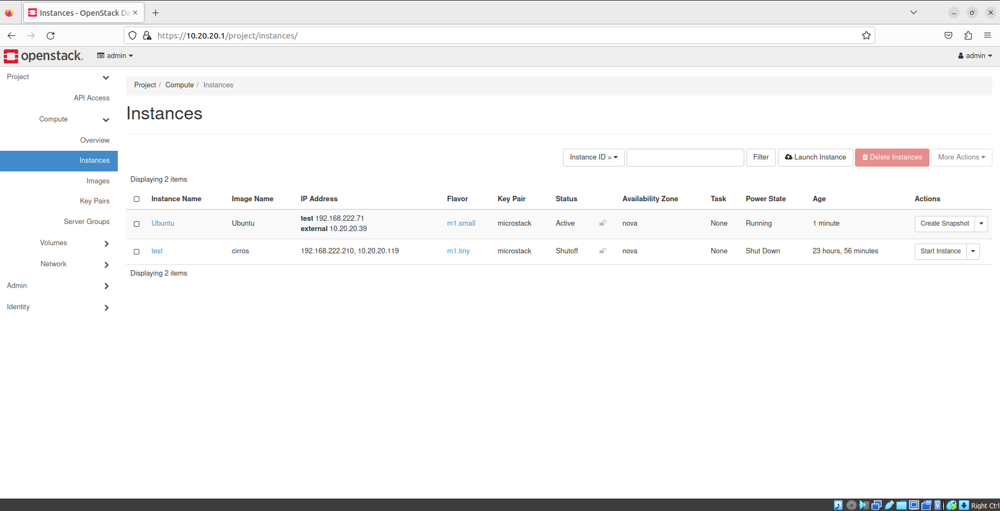 Instances - OpenStack Da
https://10.20.20.1/project/instances/
openstack. admin admin
Project
API Access
Compute
Overview
Instances
Images
Key Pairs
Server Groups
Volumes
Network
Admin
Identity
Project / Compute / Instances
Instances
Instance ID = Filter Launch Instance Delete Instances More Actions
Displaying 2 items
Instance Name Image Name IP Address Flavor Key Pair Status Availability Zone Task Power State Age Actions
Ubuntu Ubuntu test 192.168.222.71 m1.small microstack Active nova None Running 1 minute Create Snapshot
external 10.20.20.39
test cirros 192.168.222.210, 10.20.20.119 m1.tiny microstack Shutoff nova None Shut Down 23 hours, 56 minutes Start Instance
Displaying 2 items
Right Ctrl